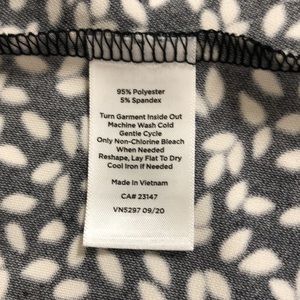 95% Polyester
5% Spandex
Turn Garment Inside Out
Machine Wash Cold
Gentle Cycle
Only Non-Chlorine Bleach
When Needed
Reshape, Lay Flat To Dry
Cool Iron If Needed
Made In Vietnam
CA# 23147
VN5297 09/20